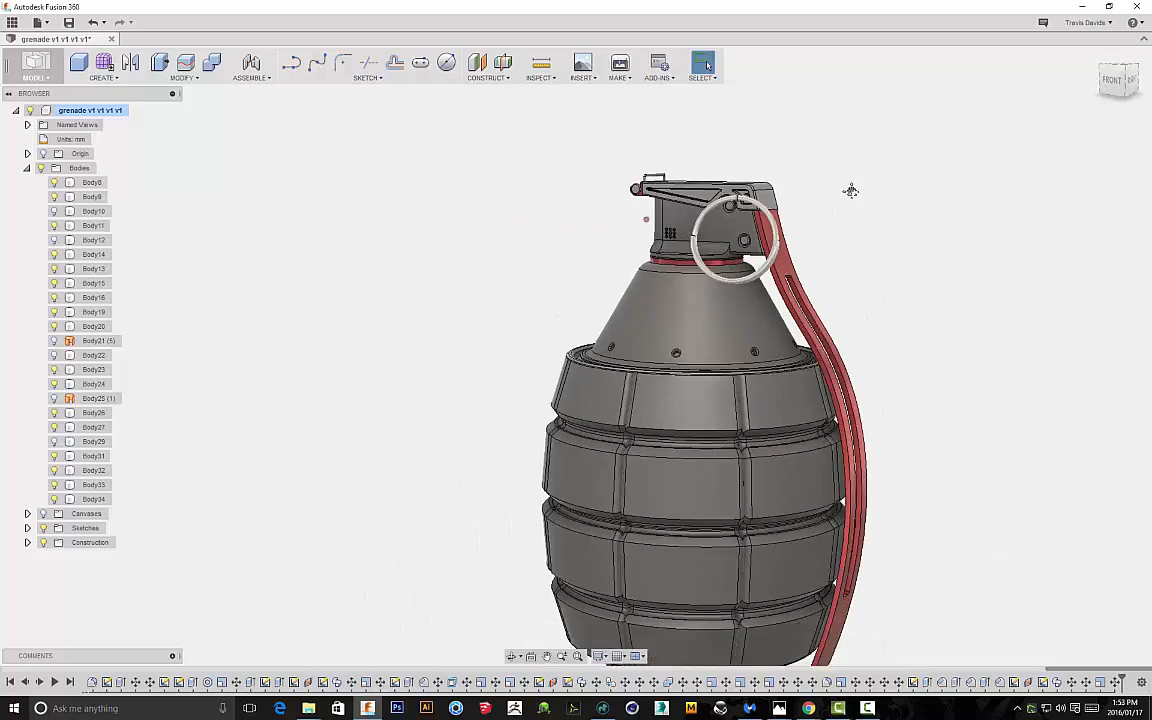 Autodesk Fusion 360
Travis Davids
grenade v1 v1 v1 v1*
MODEL
CREATE
MODIFY
ASSEMBLE
SKETCH
CONSTRUCT
INSPECT
INSERT
MAKE
ADD-INS
SELECT
BROWSER
FRONT
grenade v1 v1 v1 v1
Named Views
Units: mm
Origin
Bodies
Body8
Body9
Body10
Body11
Body12
Body14
Body13
Body15
Body16
Body19
Body20
Body21 (5)
Body22
Body23
Body24
Body25 (1)
Body26
Body27
Body29
Body31
Body32
Body33
Body34
Canvases
Sketches
Construction
COMMENTS
Ask me anything
1:53 PM
2016/01/17